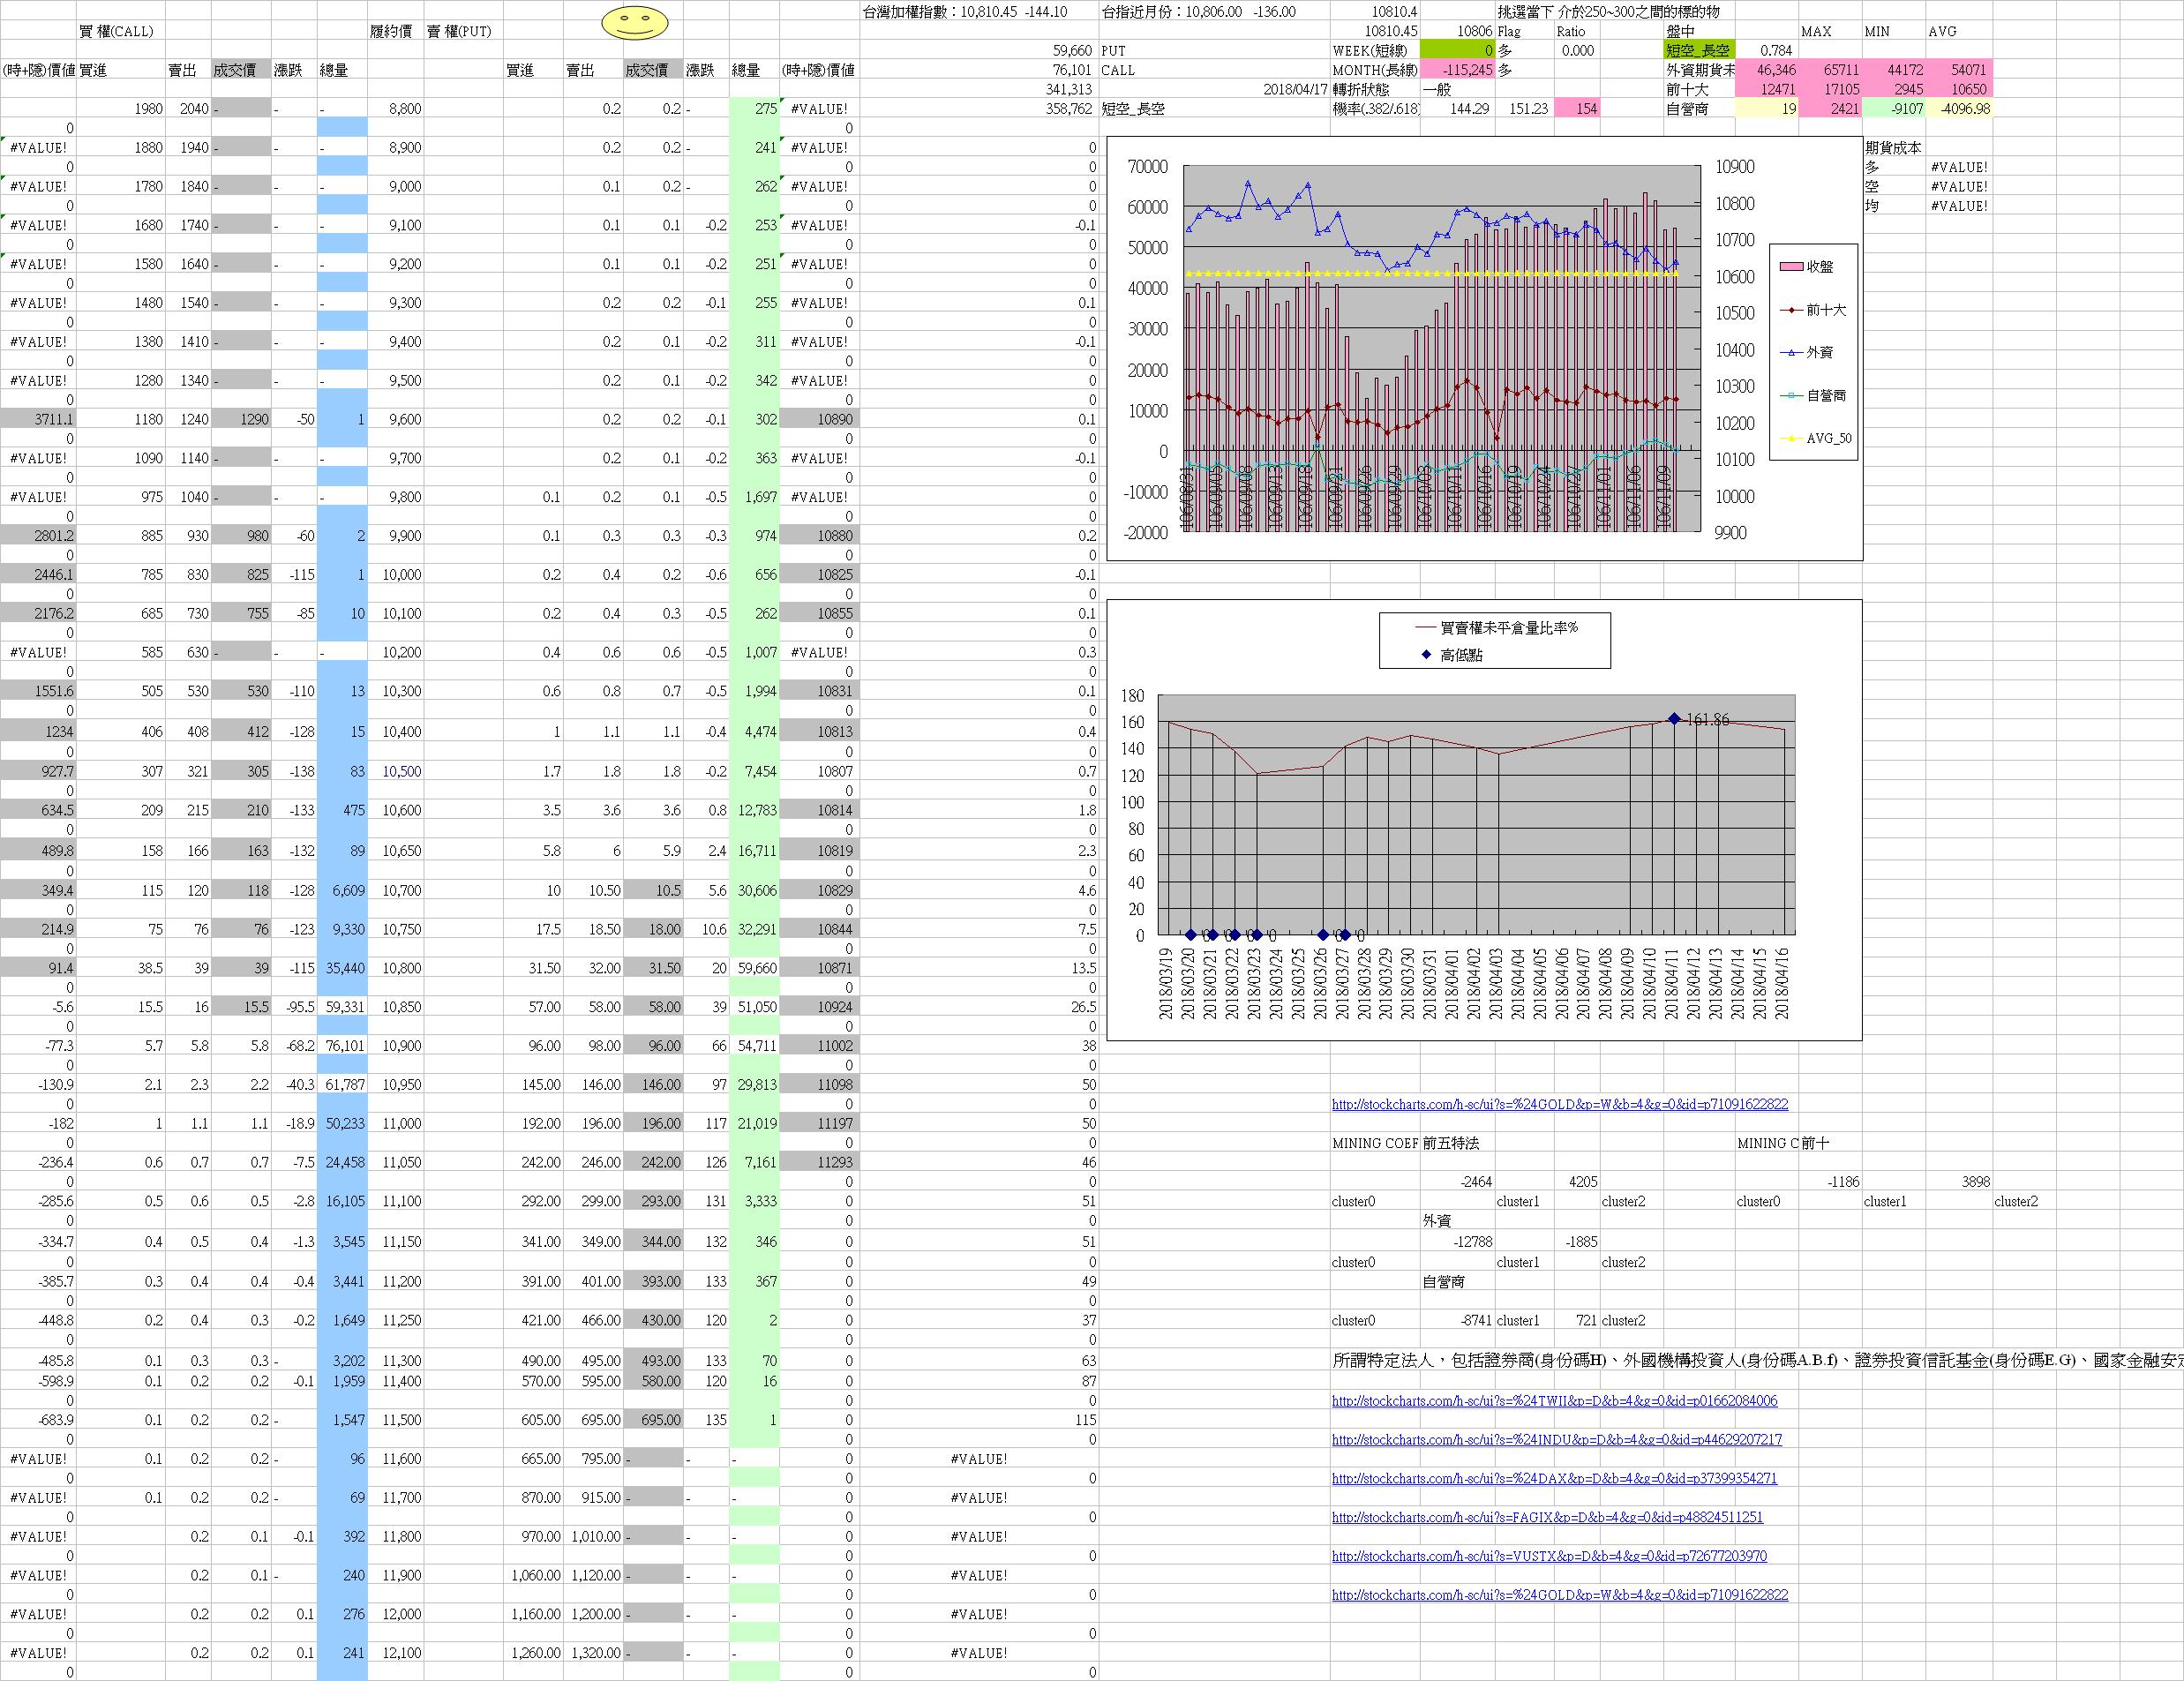 台灣加權指數：10,810.45 -144.10 台指近月份：10,806.00 -136.00 10810.4 挑選當下 介於250~300之間的標的物
買 權(CALL) 履約價 賣 權(PUT) 10810.45 10806 Flag Ratio 盤中 MAX MIN AVG
59,660 PUT WEEK(短線) 0 多 0.000 短空_長空 0.784
(時+隱)價值 買進 賣出 成交價 漲跌 總量 買進 賣出 成交價 漲跌 總量 (時+隱)價值 76,101 CALL MONTH(長線) -115,245 多 外資期貨未 46,346 65711 44172 54071
341,313 2018/04/17 轉折狀態 一般 前十大 12471 17105 2945 10650
1980 2040 - - - 8,800 0.2 0.2 - 275 #VALUE! 358,762 短空_長空 機率(.382/.618) 144.29 151.23 154 自營商 19 2421 -9107 -4096.98
0 0
#VALUE! 1880 1940 - - - 8,900 0.2 0.2 - 241 #VALUE! 0 期貨成本
0 0 0 多 #VALUE!
#VALUE! 1780 1840 - - - 9,000 0.1 0.2 - 262 #VALUE! 0 空 #VALUE!
0 0 0 均 #VALUE!
#VALUE! 1680 1740 - - - 9,100 0.1 0.1 -0.2 253 #VALUE! -0.1
0 0 0
#VALUE! 1580 1640 - - - 9,200 0.1 0.1 -0.2 251 #VALUE! 0
0 0 0
#VALUE! 1480 1540 - - - 9,300 0.2 0.2 -0.1 255 #VALUE! 0.1
0 0 0
#VALUE! 1380 1410 - - - 9,400 0.2 0.1 -0.2 311 #VALUE! -0.1
0 0 0
#VALUE! 1280 1340 - - - 9,500 0.2 0.1 -0.2 342 #VALUE! 0
0 0 0
3711.1 1180 1240 1290 -50 1 9,600 0.2 0.2 -0.1 302 10890 0.1
0 0 0
#VALUE! 1090 1140 - - - 9,700 0.2 0.1 -0.2 363 #VALUE! -0.1
0 0 0
#VALUE! 975 1040 - - - 9,800 0.1 0.2 0.1 -0.5 1,697 #VALUE! 0
0 0 0
2801.2 885 930 980 -60 2 9,900 0.1 0.3 0.3 -0.3 974 10880 0.2
0 0 0
2446.1 785 830 825 -115 1 10,000 0.2 0.4 0.2 -0.6 656 10825 -0.1
0 0 0
2176.2 685 730 755 -85 10 10,100 0.2 0.4 0.3 -0.5 262 10855 0.1
0 0 0
#VALUE! 585 630 - - - 10,200 0.4 0.6 0.6 -0.5 1,007 #VALUE! 0.3
0 0 0
1551.6 505 530 530 -110 13 10,300 0.6 0.8 0.7 -0.5 1,994 10831 0.1
0 0 0
1234 406 408 412 -128 15 10,400 1 1.1 1.1 -0.4 4,474 10813 0.4
0 0 0
927.7 307 321 305 -138 83 10,500 1.7 1.8 1.8 -0.2 7,454 10807 0.7
0 0 0
634.5 209 215 210 -133 475 10,600 3.5 3.6 3.6 0.8 12,783 10814 1.8
0 0 0
489.8 158 166 163 -132 89 10,650 5.8 6 5.9 2.4 16,711 10819 2.3
0 0 0
349.4 115 120 118 -128 6,609 10,700 10 10.50 10.5 5.6 30,606 10829 4.6
0 0 0
214.9 75 76 76 -123 9,330 10,750 17.5 18.50 18.00 10.6 32,291 10844 7.5
0 0 0
91.4 38.5 39 39 -115 35,440 10,800 31.50 32.00 31.50 20 59,660 10871 13.5
0 0 0
-5.6 15.5 16 15.5 -95.5 59,331 10,850 57.00 58.00 58.00 39 51,050 10924 26.5
0 0 0
-77.3 5.7 5.8 5.8 -68.2 76,101 10,900 96.00 98.00 96.00 66 54,711 11002 38
0 0 0
-130.9 2.1 2.3 2.2 -40.3 61,787 10,950 145.00 146.00 146.00 97 29,813 11098 50
0 0 0 http://stockcharts.com/h-sc/ui?s=%24GOLD&p=W&b=4&g=0&id=p71091622822
-182 1 1.1 1.1 -18.9 50,233 11,000 192.00 196.00 196.00 117 21,019 11197 50
0 0 0 MINING COEF 前五特法 MINING C 前十
-236.4 0.6 0.7 0.7 -7.5 24,458 11,050 242.00 246.00 242.00 126 7,161 11293 46
0 0 0 -2464 4205 -1186 3898
-285.6 0.5 0.6 0.5 -2.8 16,105 11,100 292.00 299.00 293.00 131 3,333 0 51 cluster0 cluster1 cluster2 cluster0 cluster1 cluster2
0 0 0 外資
-334.7 0.4 0.5 0.4 -1.3 3,545 11,150 341.00 349.00 344.00 132 346 0 51 -12788 -1885
0 0 0 cluster0 cluster1 cluster2
-385.7 0.3 0.4 0.4 -0.4 3,441 11,200 391.00 401.00 393.00 133 367 0 49 自營商
0 0 0
-448.8 0.2 0.4 0.3 -0.2 1,649 11,250 421.00 466.00 430.00 120 2 0 37 cluster0 -8741 cluster1 721 cluster2
0 0 0
-485.8 0.1 0.3 0.3 - 3,202 11,300 490.00 495.00 493.00 133 70 0 63 所謂特定法人，包括證券商(身份碼H)、外國機構投資人(身份碼A.B.f)、證券投資信託基金(身份碼E.G)、國家金融安
-598.9 0.1 0.2 0.2 -0.1 1,959 11,400 570.00 595.00 580.00 120 16 0 87
0 0 0 http://stockcharts.com/h-sc/ui?s=%24TWII&p=D&b=4&g=0&id=p01662084006
-683.9 0.1 0.2 0.2 - 1,547 11,500 605.00 695.00 695.00 135 1 0 115
0 0 0 http://stockcharts.com/h-sc/ui?s=%24INDU&p=D&b=4&g=0&id=p44629207217
#VALUE! 0.1 0.2 0.2 - 96 11,600 665.00 795.00 - - - 0 #VALUE!
0 0 0 http://stockcharts.com/h-sc/ui?s=%24DAX&p=D&b=4&g=0&id=p37399354271
#VALUE! 0.1 0.2 0.2 - 69 11,700 870.00 915.00 - - - 0 #VALUE!
0 0 0 http://stockcharts.com/h-sc/ui?s=FAGIX&p=D&b=4&g=0&id=p48824511251
#VALUE! 0.2 0.1 -0.1 392 11,800 970.00 1,010.00 - - - 0 #VALUE!
0 0 0 http://stockcharts.com/h-sc/ui?s=VUSTX&p=D&b=4&g=0&id=p72677203970
#VALUE! 0.2 0.1 - 240 11,900 1,060.00 1,120.00 - - - 0 #VALUE!
0 0 0 http://stockcharts.com/h-sc/ui?s=%24GOLD&p=W&b=4&g=0&id=p71091622822
#VALUE! 0.2 0.2 0.1 276 12,000 1,160.00 1,200.00 - - - 0 #VALUE!
0 0 0
#VALUE! 0.2 0.2 0.1 241 12,100 1,260.00 1,320.00 - - - 0 #VALUE!
0 0 0
70000 10900
60000 10800
50000 10700
40000 10600
30000 10500
20000 10400
10000 10300
0 10200
-10000 10100
-20000 10000
9900
106/08/31 106/09/05 106/09/08 106/09/13 106/09/18 106/09/21 106/09/26 106/09/29 106/10/03 106/10/11 106/10/16 106/10/19 106/10/24 106/10/27 106/11/01 106/11/06 106/11/09
收盤
前十大
外資
自營商
AVG_50
買賣權未平倉量比率%
高低點
180
160 161.86
140
120
100
80
60
40
20
0 0 0 0 0 0 0
2018/03/19 2018/03/20 2018/03/21 2018/03/22 2018/03/23 2018/03/24 2018/03/25 2018/03/26 2018/03/27 2018/03/28 2018/03/29 2018/03/30 2018/03/31 2018/04/01 2018/04/02 2018/04/03 2018/04/04 2018/04/05 2018/04/06 2018/04/07 2018/04/08 2018/04/09 2018/04/10 2018/04/11 2018/04/12 2018/04/13 2018/04/14 2018/04/15 2018/04/16